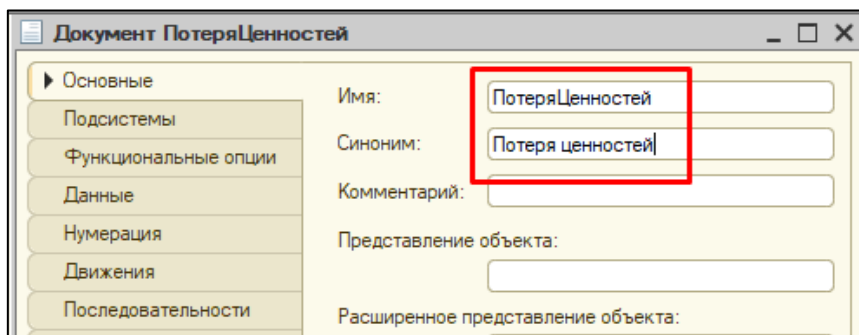 Документ ПотеряЦенностей
Основные
Подсистемы
Функциональные опции
Данные
Нумерация
Движения
Последовательности
Имя: ПотеряЦенностей
Синоним: Потеря ценностей
Комментарий:
Представление объекта:
Расширенное представление объекта: